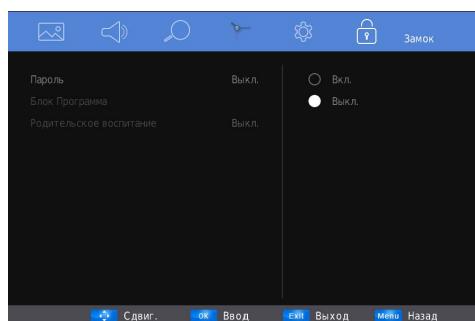 Замок
Пароль Выкл.
Блок Программа
Родительское воспитание Выкл.
Вкл.
Выкл.
Сдвиг. OK Ввод Exit Выход Menu Назад